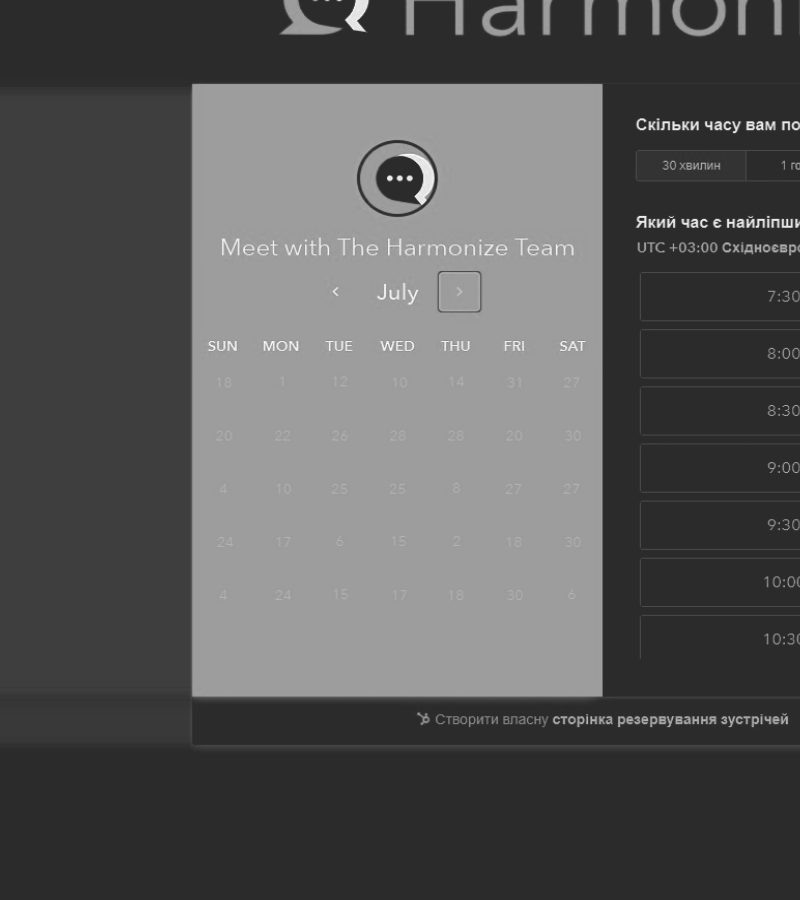 Harmoni
Meet with The Harmonize Team
July
SUN MON TUE WED THU FRI SAT
18 1 12 10 14 31 27
20 22 26 28 28 20 30
4 10 25 25 8 27 27
24 17 6 15 2 18 30
4 24 15 17 18 30 6
Скільки часу вам по
30 хвилин 1 го
Який час є найліпши
UTC +03:00 Східноєвро
7:30
8:00
8:30
9:00
9:30
10:00
10:30
Створити власну сторінка резервування зустрічей